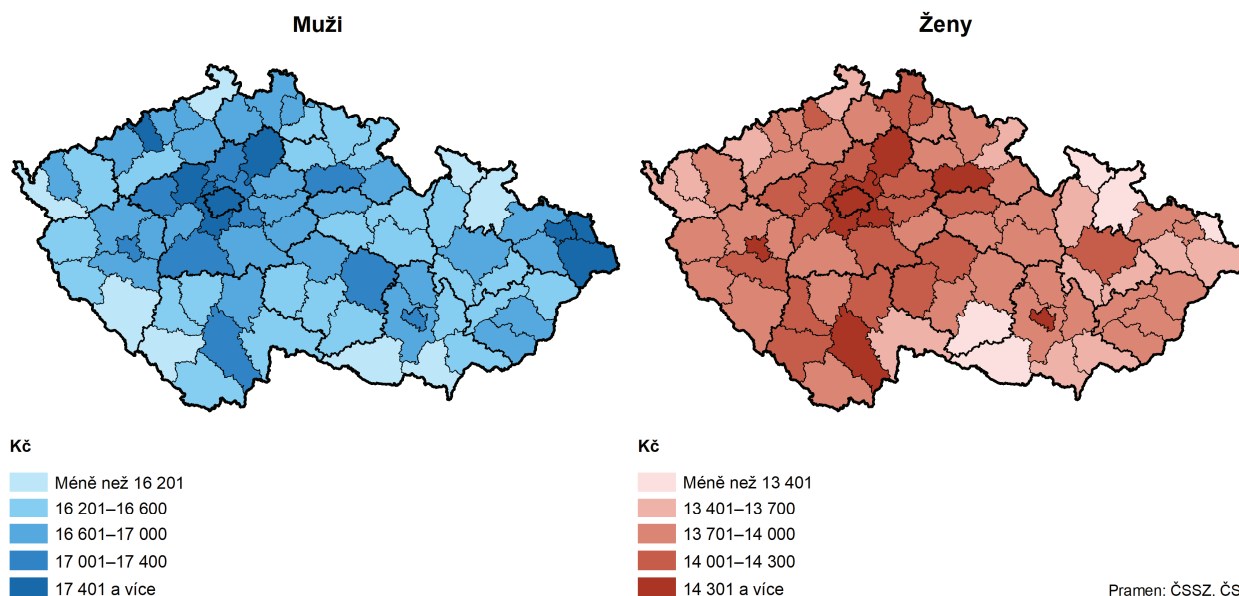 Muži
Ženy
Kč
Méně než 16 201
16 201–16 600
16 601–17 000
17 001–17 400
17 401 a více
Kč
Méně než 13 401
13 401–13 700
13 701–14 000
14 001–14 300
14 301 a více
Pramen: ČSSZ, ČS